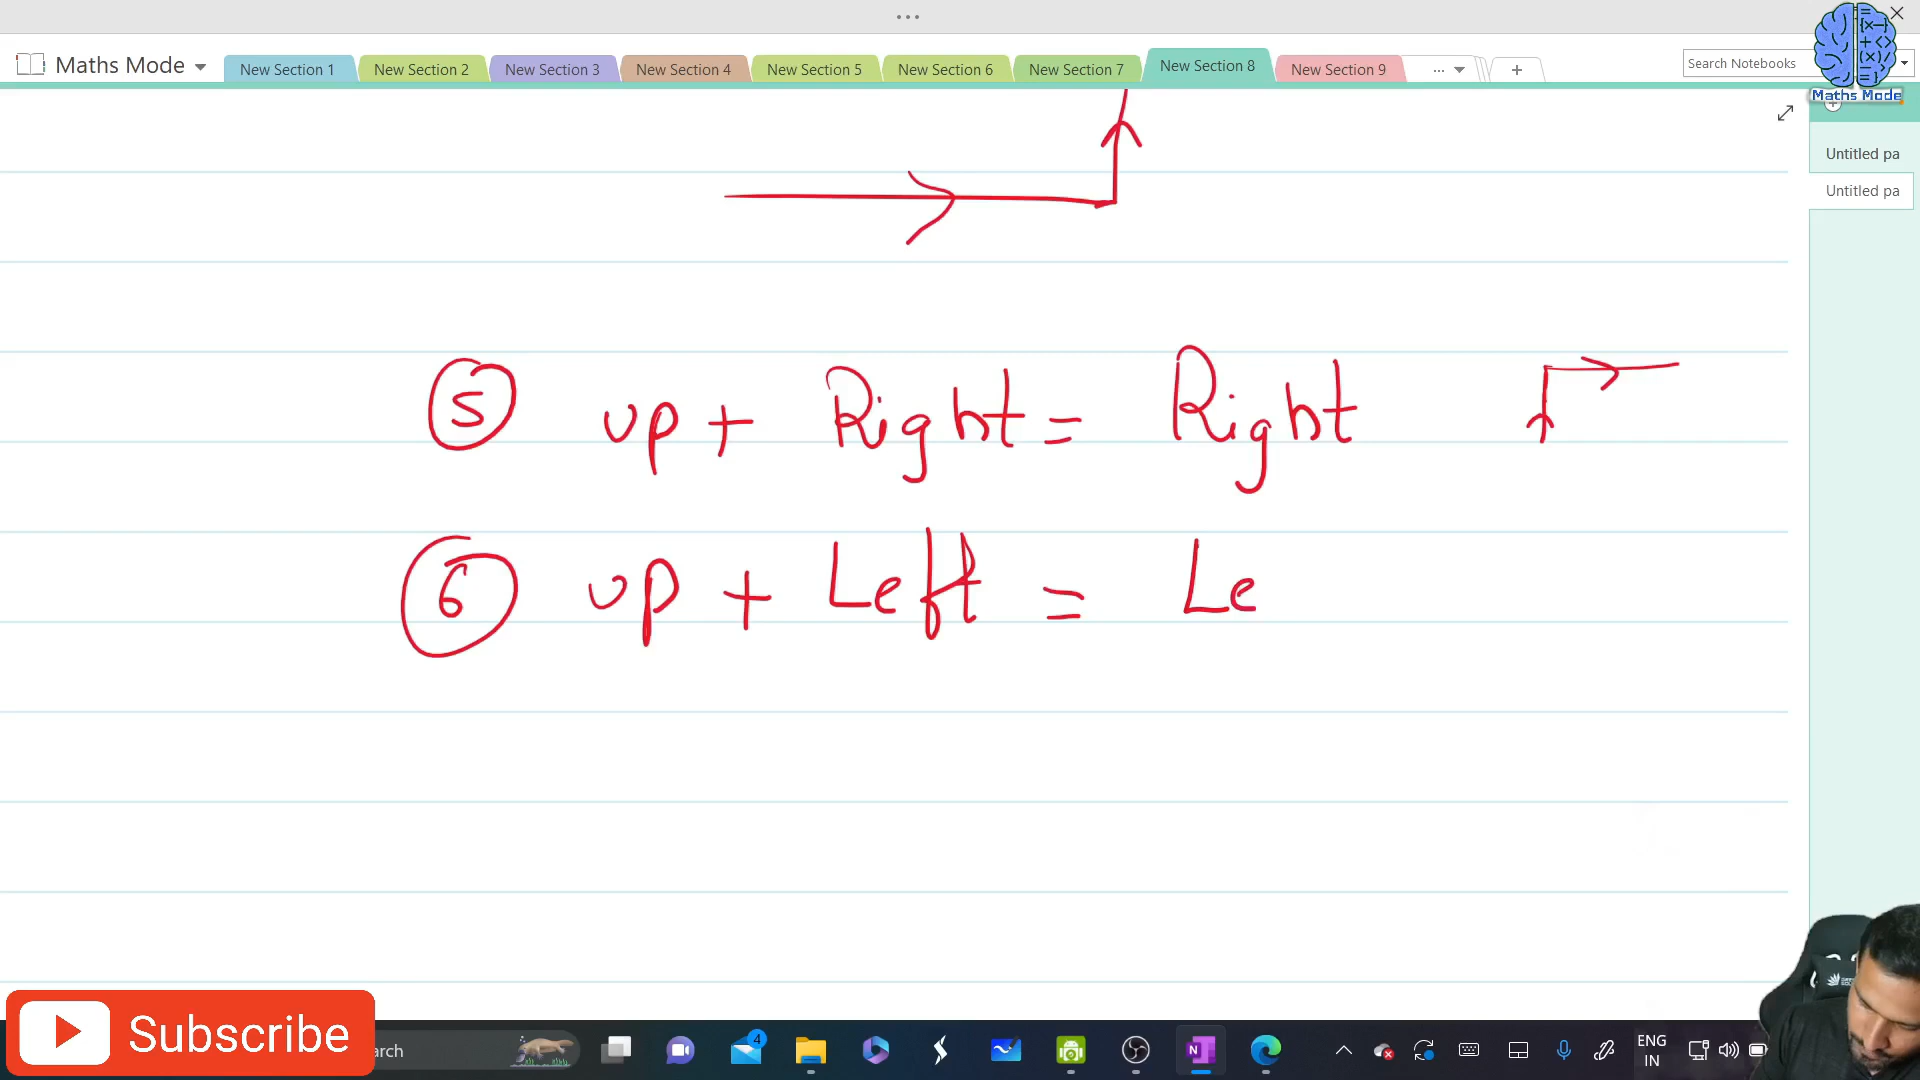 Maths Mode
New Section 1
New Section 2
New Section 3
New Section 4
New Section 5
New Section 6
New Section 7
New Section 8
New Section 9
Search Notebooks
Maths Mode
Untitled pa
Untitled pa
5 up + Right = Right
6 up + Left = Le
Subscribe
arch
4
ENG
IN